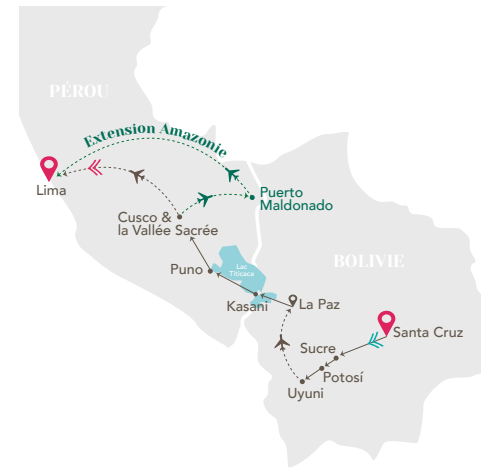 PÉROU
Extension Amazonie
Lima
Puerto
Maldonado
Cusco &
la Vallée Sacrée
BOLIVIE
Puno
Lac
Titicaca
Kasani
La Paz
Santa Cruz
Sucre
Potosí
Uyuni